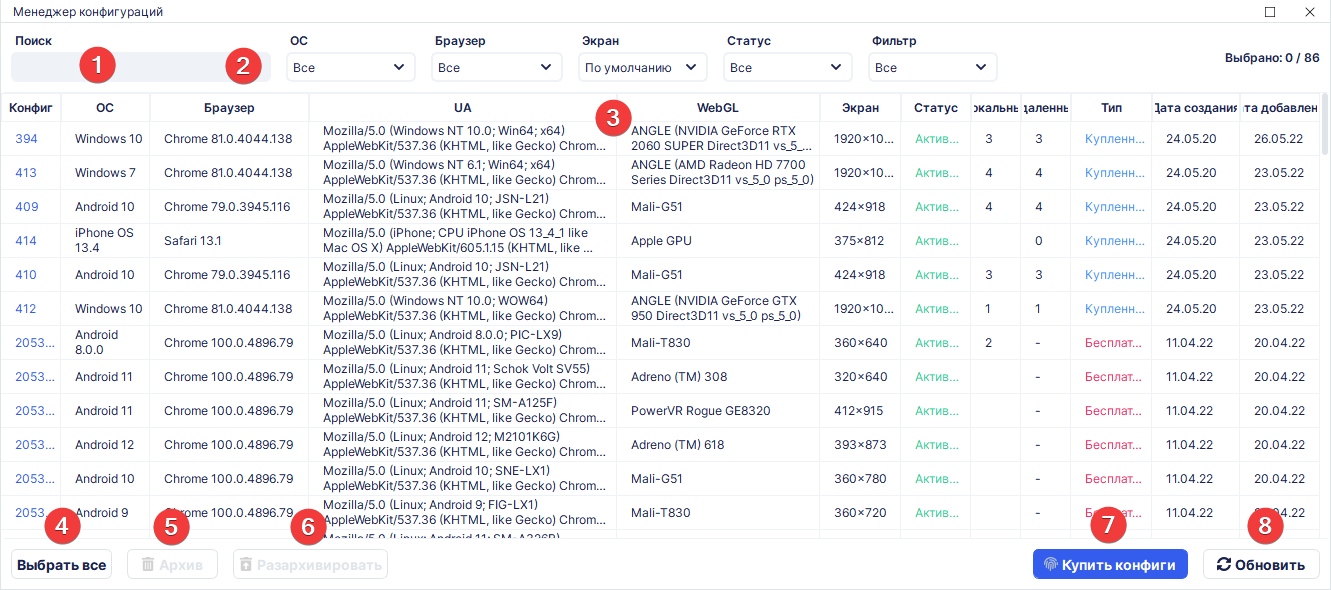 Менеджер конфигураций
Поиск ОС Браузер Экран Статус Фильтр
1 2 Все Все По умолчанию Все Все Выбрано: 0 / 86
Конфиг ОС Браузер UA 3 WebGL Экран Статус Тип Дата создания
394 Windows 10 Chrome 81.0.4044.138 Mozilla/5.0 (Windows NT 10.0; Win64; x64) ANGLE (NVIDIA GeForce RTX 1920×10... Актив... 3 3 Купленн... 24.05.20 26.05.22
AppleWebKit/537.36 (KHTML, like Gecko) Chrom... 2060 SUPER Direct3D11 vs_5_...
413 Windows 7 Chrome 81.0.4044.138 Mozilla/5.0 (Windows NT 6.1; Win64; x64) ANGLE (AMD Radeon HD 7700 1920×10... Актив... 4 4 Купленн... 24.05.20 23.05.22
AppleWebKit/537.36 (KHTML, like Gecko) Chrom... Series Direct3D11 vs_5_0 ps_5_0)
409 Android 10 Chrome 79.0.3945.116 Mozilla/5.0 (Linux; Android 10; JSN-L21) Mali-G51 424×918 Актив... 4 4 Купленн... 24.05.20 23.05.22
AppleWebKit/537.36 (KHTML, like Gecko) Chrom...
414 iPhone OS Safari 13.1 Mozilla/5.0 (iPhone; CPU iPhone OS 13_4_1 like Apple GPU 375×812 Актив... 0 Купленн... 24.05.20 23.05.22
13.4 Mac OS X) AppleWebKit/605.1.15 (KHTML, like ...
410 Android 10 Chrome 79.0.3945.116 Mozilla/5.0 (Linux; Android 10; JSN-L21) Mali-G51 424×918 Актив... 3 3 Купленн... 24.05.20 23.05.22
AppleWebKit/537.36 (KHTML, like Gecko) Chrom...
412 Windows 10 Chrome 81.0.4044.138 Mozilla/5.0 (Windows NT 10.0; WOW64) ANGLE (NVIDIA GeForce GTX 1920×10... Актив... 1 1 Купленн... 24.05.20 23.05.22
AppleWebKit/537.36 (KHTML, like Gecko) Chrom... 950 Direct3D11 vs_5_0 ps_5_0)
2053... Android Chrome 100.0.4896.79 Mozilla/5.0 (Linux; Android 8.0.0; PIC-LX9) Mali-T830 360×640 Актив... 2 - Бесплат... 11.04.22 20.04.22
8.0.0 AppleWebKit/537.36 (KHTML, like Gecko) Chrom...
2053... Android 11 Chrome 100.0.4896.79 Mozilla/5.0 (Linux; Android 11; Schok Volt SV55) Adreno (TM) 308 320×640 Актив... - Бесплат... 11.04.22 20.04.22
AppleWebKit/537.36 (KHTML, like Gecko) Chrom...
2053... Android 11 Chrome 100.0.4896.79 Mozilla/5.0 (Linux; Android 11; SM-A125F) PowerVR Rogue GE8320 412×915 Актив... - Бесплат... 11.04.22 20.04.22
AppleWebKit/537.36 (KHTML, like Gecko) Chrom...
2053... Android 12 Chrome 100.0.4896.79 Mozilla/5.0 (Linux; Android 12; M2101K6G) Adreno (TM) 618 393×873 Актив... - Бесплат... 11.04.22 20.04.22
AppleWebKit/537.36 (KHTML, like Gecko) Chrom...
2053... Android 10 Chrome 100.0.4896.79 Mozilla/5.0 (Linux; Android 10; SNE-LX1) Mali-G51 360×780 Актив... - Бесплат... 11.04.22 20.04.22
AppleWebKit/537.36 (KHTML, like Gecko) Chrom...
2053... Android 9 Chrome 100.0.4896.79 Mozilla/5.0 (Linux; Android 9; FIG-LX1) Mali-T830 360×720 Актив... - 11.04.22
AppleWebKit/537.36 (KHTML, like Gecko) Chrom...
4 5 6 7 8
Выбрать все Архив Разархивировать Купить конфиги Обновить